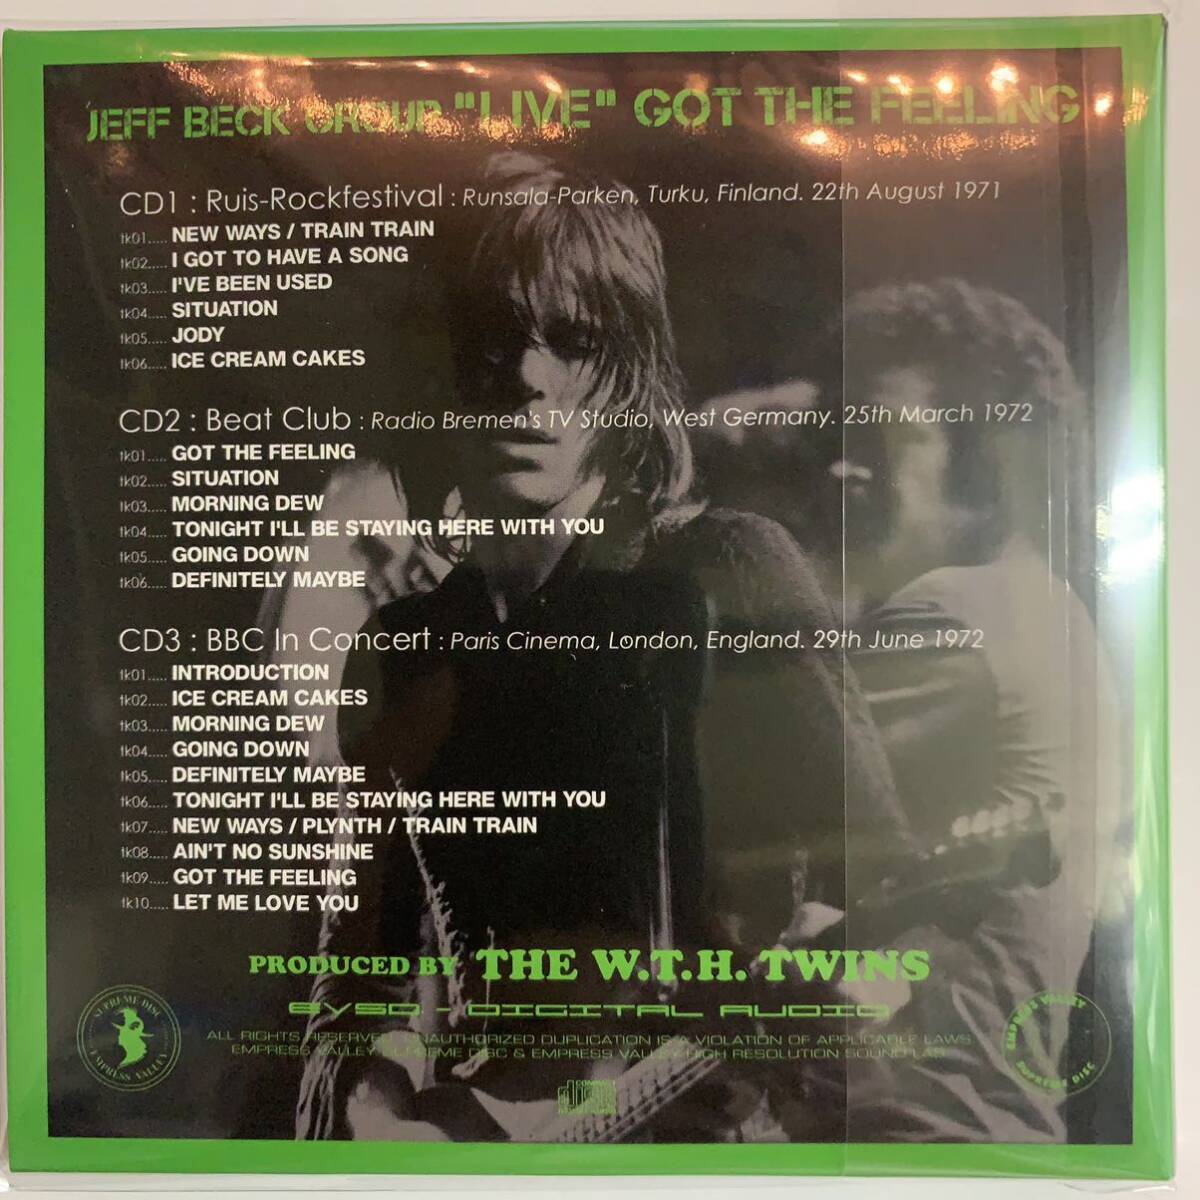 JEFF BECK GROUP "LIVE" GOT THE FEELING
CD1 : Ruis-Rockfestival : Runsala-Parken, Turku, Finland. 22th August 1971
tk01..... NEW WAYS / TRAIN TRAIN
tk02..... I GOT TO HAVE A SONG
tk03..... I'VE BEEN USED
tk04..... SITUATION
tk05..... JODY
tk06..... ICE CREAM CAKES
CD2 : Beat Club : Radio Bremen's TV Studio, West Germany. 25th March 1972
tk01..... GOT THE FEELING
tk02..... SITUATION
tk03..... MORNING DEW
tk04..... TONIGHT I'LL BE STAYING HERE WITH YOU
tk05..... GOING DOWN
tk06..... DEFINITELY MAYBE
CD3 : BBC In Concert : Paris Cinema, London, England. 29th June 1972
tk01..... INTRODUCTION
tk02..... ICE CREAM CAKES
tk03..... MORNING DEW
tk04..... GOING DOWN
tk05..... DEFINITELY MAYBE
tk06..... TONIGHT I'LL BE STAYING HERE WITH YOU
tk07..... NEW WAYS / PLYNTH / TRAIN TRAIN
tk08..... AIN'T NO SUNSHINE
tk09..... GOT THE FEELING
tk10..... LET ME LOVE YOU
PRODUCED BY THE W.T.H. TWINS
EVSD - DIGITAL AUDIO
ALL RIGHTS RESERVED. UNAUTHORIZED DUPLICATION IS A VIOLATION OF APPLICABLE LAWS
EMPRESS VALLEY SUPREME DISC & EMPRESS VALLEY HIGH RESOLUTION SOUND LAB
SUPREME DISC
EMPRESS VALLEY
EMPRESS VALLEY
SUPREME DISC
COMPACT
disc